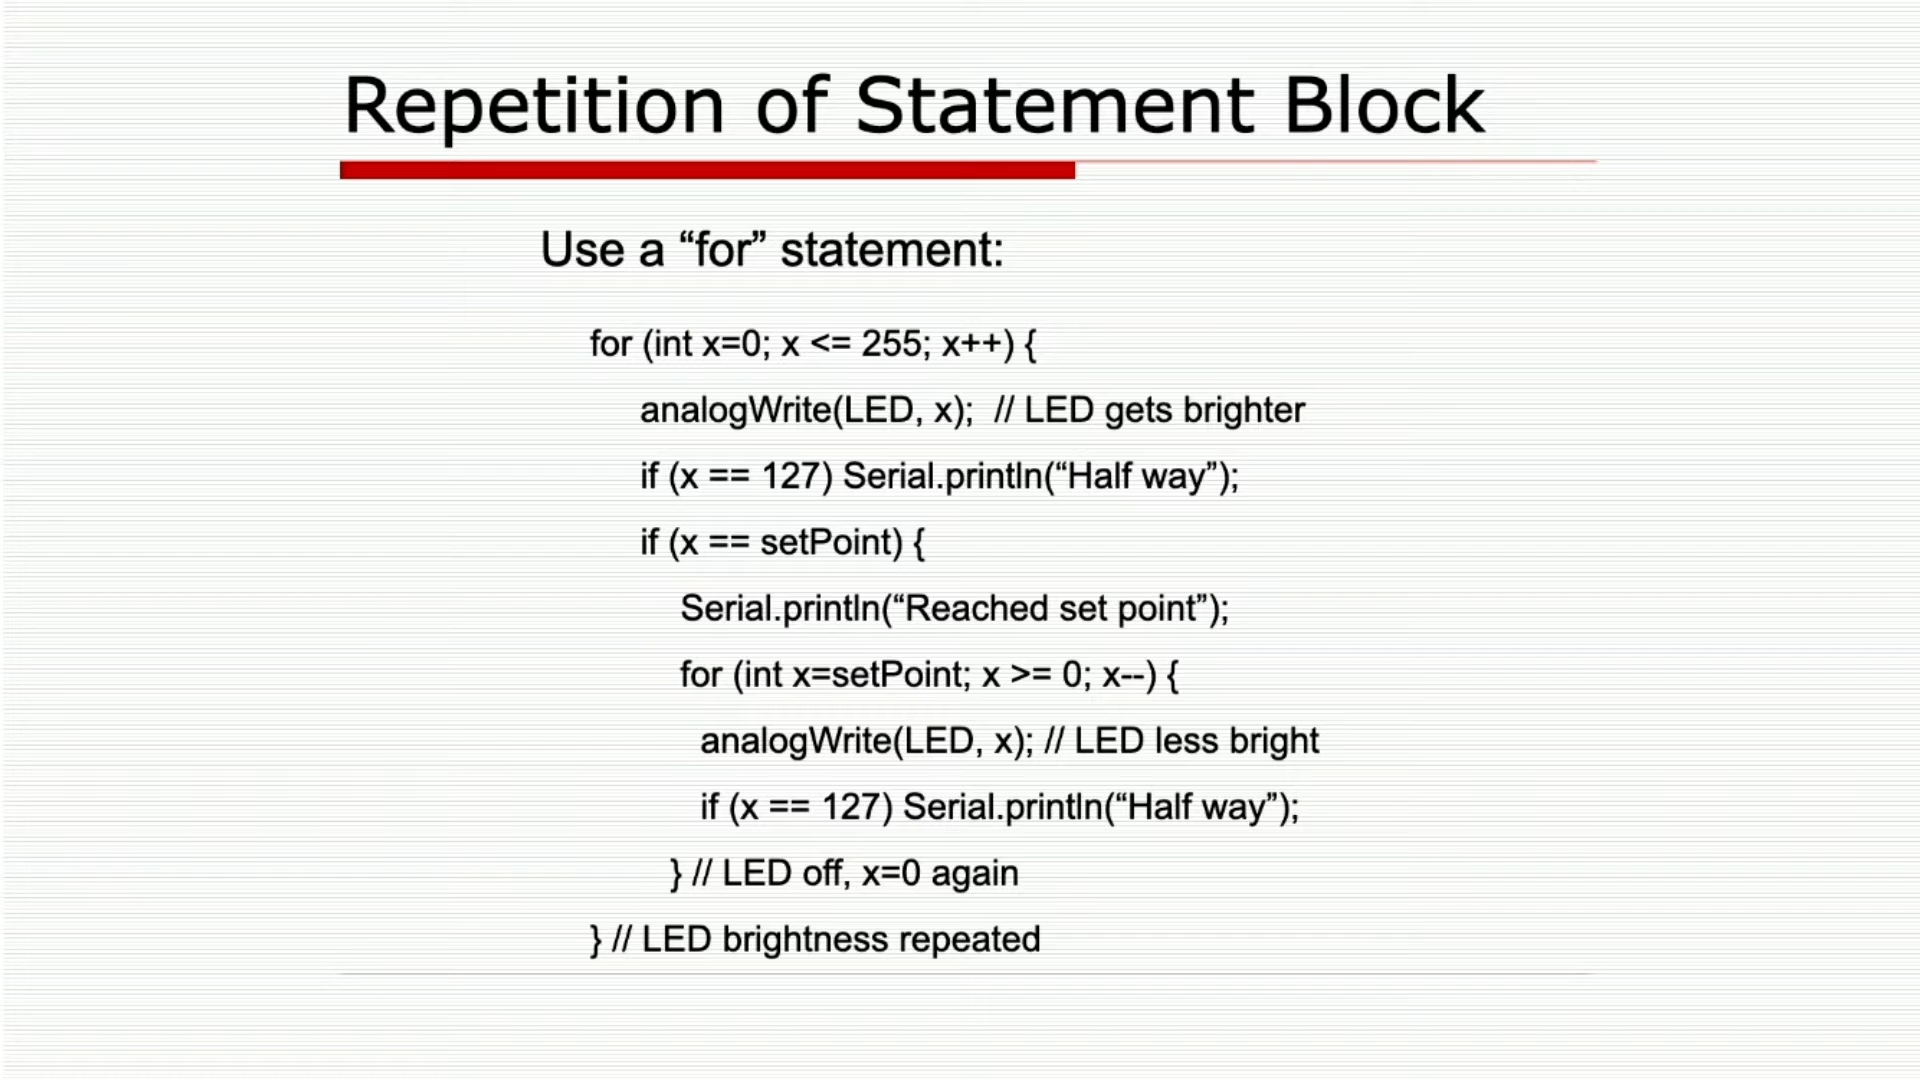 Repetition of Statement Block
Use a “for” statement:
for (int x=0; x <= 255; x++) {
analogWrite(LED, x);  // LED gets brighter
if (x == 127) Serial.println(“Half way”);
if (x == setPoint) {
Serial.println(“Reached set point”);
for (int x=setPoint; x >= 0; x--) {
analogWrite(LED, x); // LED less bright
if (x == 127) Serial.println(“Half way”);
} // LED off, x=0 again
} // LED brightness repeated